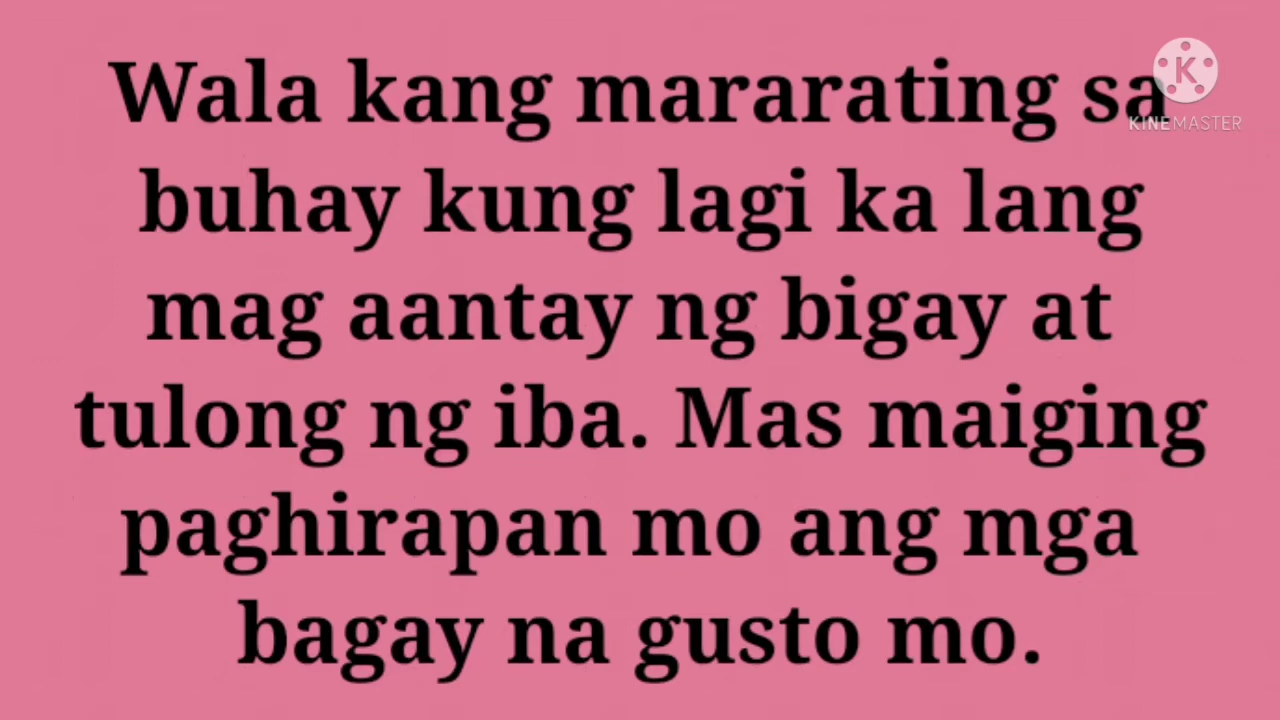 Wala kang mararating sa
buhay kung lagi ka lang
mag aantay ng bigay at
tulong ng iba. Mas maiging
paghirapan mo ang mga
bagay na gusto mo.
K
KINEMASTER